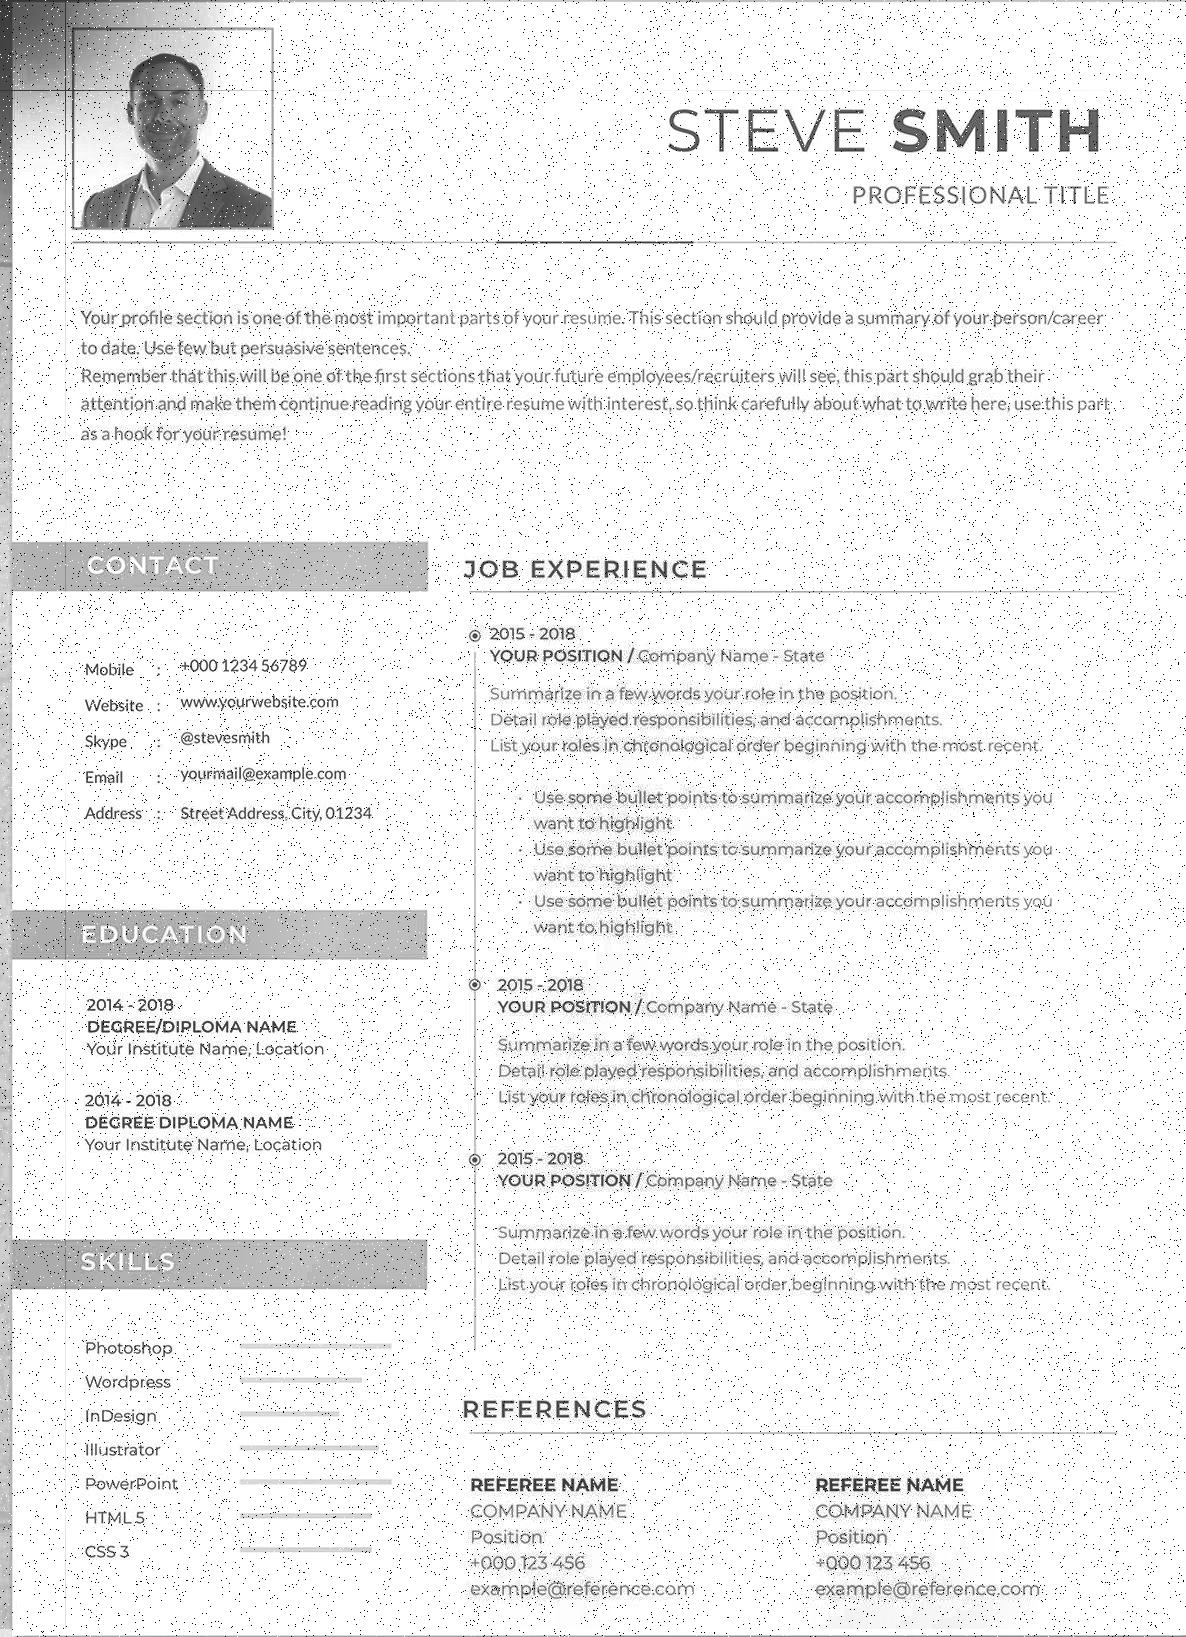 STEVE SMITH
PROFESSIONAL TITLE
Your profile section is one of the most important parts of your resume. This section should provide a summary of your person/career
to date. Use few but persuasive sentences.
Remember that this will be one of the first sections that your future employees/recruiters will see, this part should grab their
attention and make them continue reading your entire resume with interest, so think carefully about what to write here, use this part
as a hook for your resume!
CONTACT
Mobile : +000 1234 56789
Website : www.yourwebsite.com
Skype : @stevesmith
Email : yourmail@example.com
Address : Street Address, City, 01234
EDUCATION
2014 - 2018
DEGREE/DIPLOMA NAME
Your Institute Name, Location
2014 - 2018
DEGREE DIPLOMA NAME
Your Institute Name, Location
SKILLS
Photoshop
Wordpress
InDesign
Illustrator
PowerPoint
HTML 5
CSS 3
JOB EXPERIENCE
2015 - 2018
YOUR POSITION / Company Name - State
Summarize in a few words your role in the position.
Detail role played responsibilities, and accomplishments.
List your roles in chronological order beginning with the most recent.
· Use some bullet points to summarize your accomplishments you
want to highlight
· Use some bullet points to summarize your accomplishments you
want to highlight
· Use some bullet points to summarize your accomplishments you
want to highlight
2015 - 2018
YOUR POSITION / Company Name - State
Summarize in a few words your role in the position.
Detail role played responsibilities, and accomplishments.
List your roles in chronological order beginning with the most recent.
2015 - 2018
YOUR POSITION / Company Name - State
Summarize in a few words your role in the position.
Detail role played responsibilities, and accomplishments.
List your roles in chronological order beginning with the most recent.
REFERENCES
REFEREE NAME
COMPANY NAME
Position
+000 123 456
example@reference.com
REFEREE NAME
COMPANY NAME
Position
+000 123 456
example@reference.com